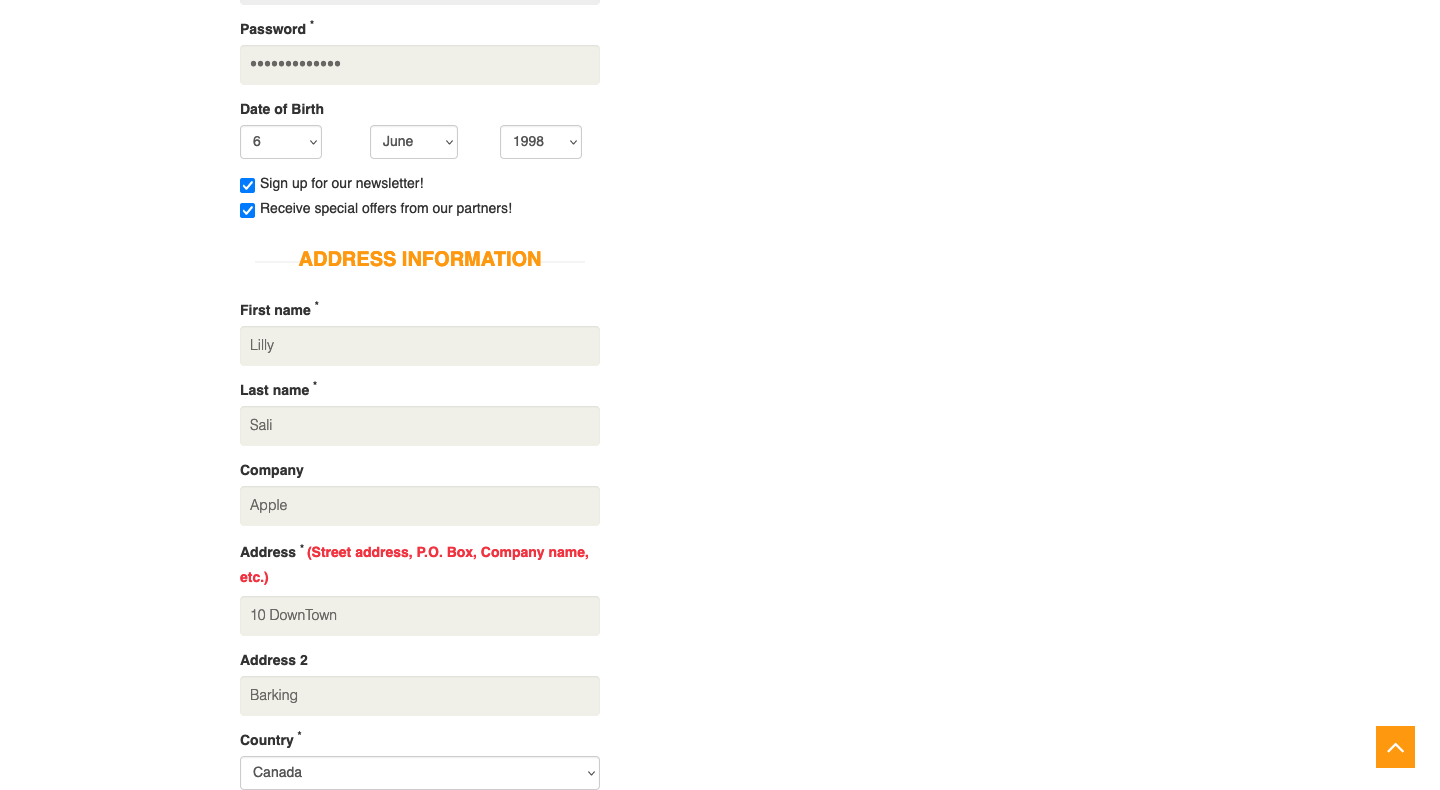 Password *
•••••••••••••
Date of Birth
6 June 1998
Sign up for our newsletter!
Receive special offers from our partners!
ADDRESS INFORMATION
First name *
Lilly
Last name *
Sali
Company
Apple
Address * (Street address, P.O. Box, Company name,
etc.)
10 DownTown
Address 2
Barking
Country *
Canada